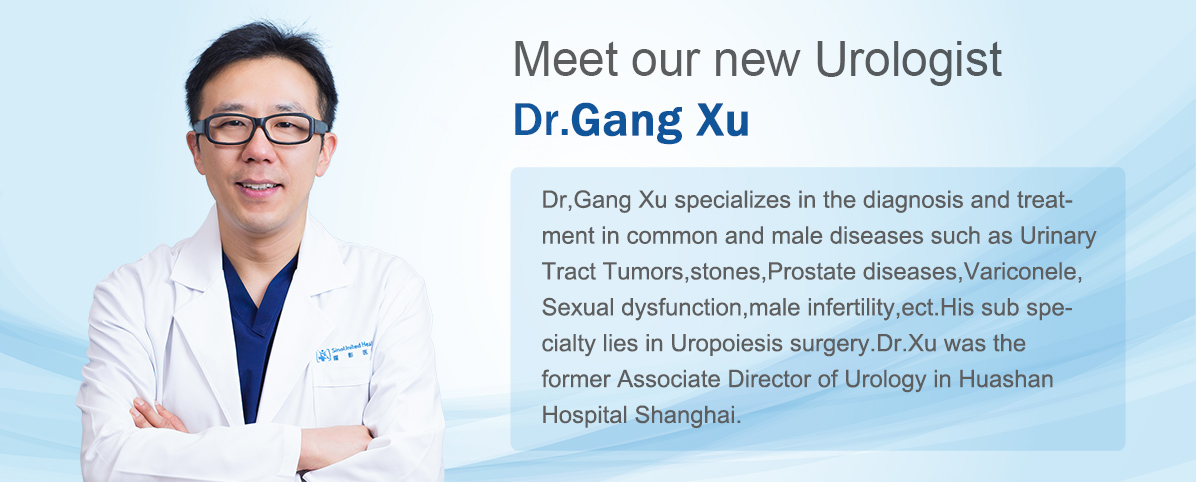 Meet our new Urologist
Dr.Gang Xu
Dr,Gang Xu specializes in the diagnosis and treat-
ment in common and male diseases such as Urinary
Tract Tumors,stones,Prostate diseases,Variconele,
Sexual dysfunction,male infertility,ect.His sub spe-
cialty lies in Uropoiesis surgery.Dr.Xu was the
former Associate Director of Urology in Huashan
Hospital Shanghai.
SinoUnited Heal